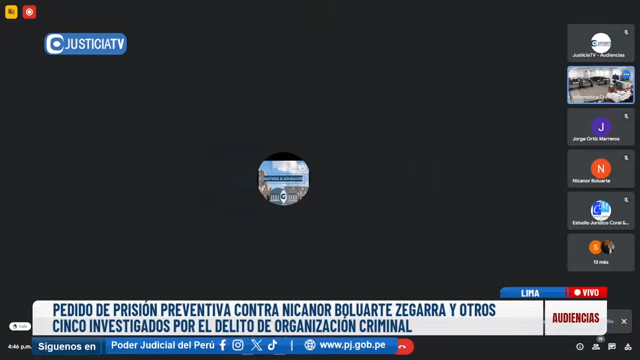 JUSTICIATV
JusticiaTV - Audiencias
Jorge Ortiz Marreros
N
Nicanor Boluarte
Estudio Jurídico Coral &...
S
13 más
LIMA
VIVO
PEDIDO DE PRISIÓN PREVENTIVA CONTRA NICANOR BOLUARTE ZEGARRA Y OTROS
CINCO INVESTIGADOS POR EL DELITO DE ORGANIZACIÓN CRIMINAL
AUDIENCIAS
Síguenos en
Poder Judicial del Perú
www.pj.gob.pe
4:46 p.m.